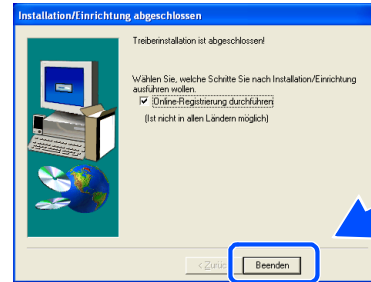 Installation/Einrichtung abgeschlossen
Treiberinstallation ist abgeschlossen!
Wählen Sie, welche Schritte Sie nach Installation/Einrichtung
ausführen wollen.
Online-Registrierung durchführen
(Ist nicht in allen Ländern möglich)
Beenden